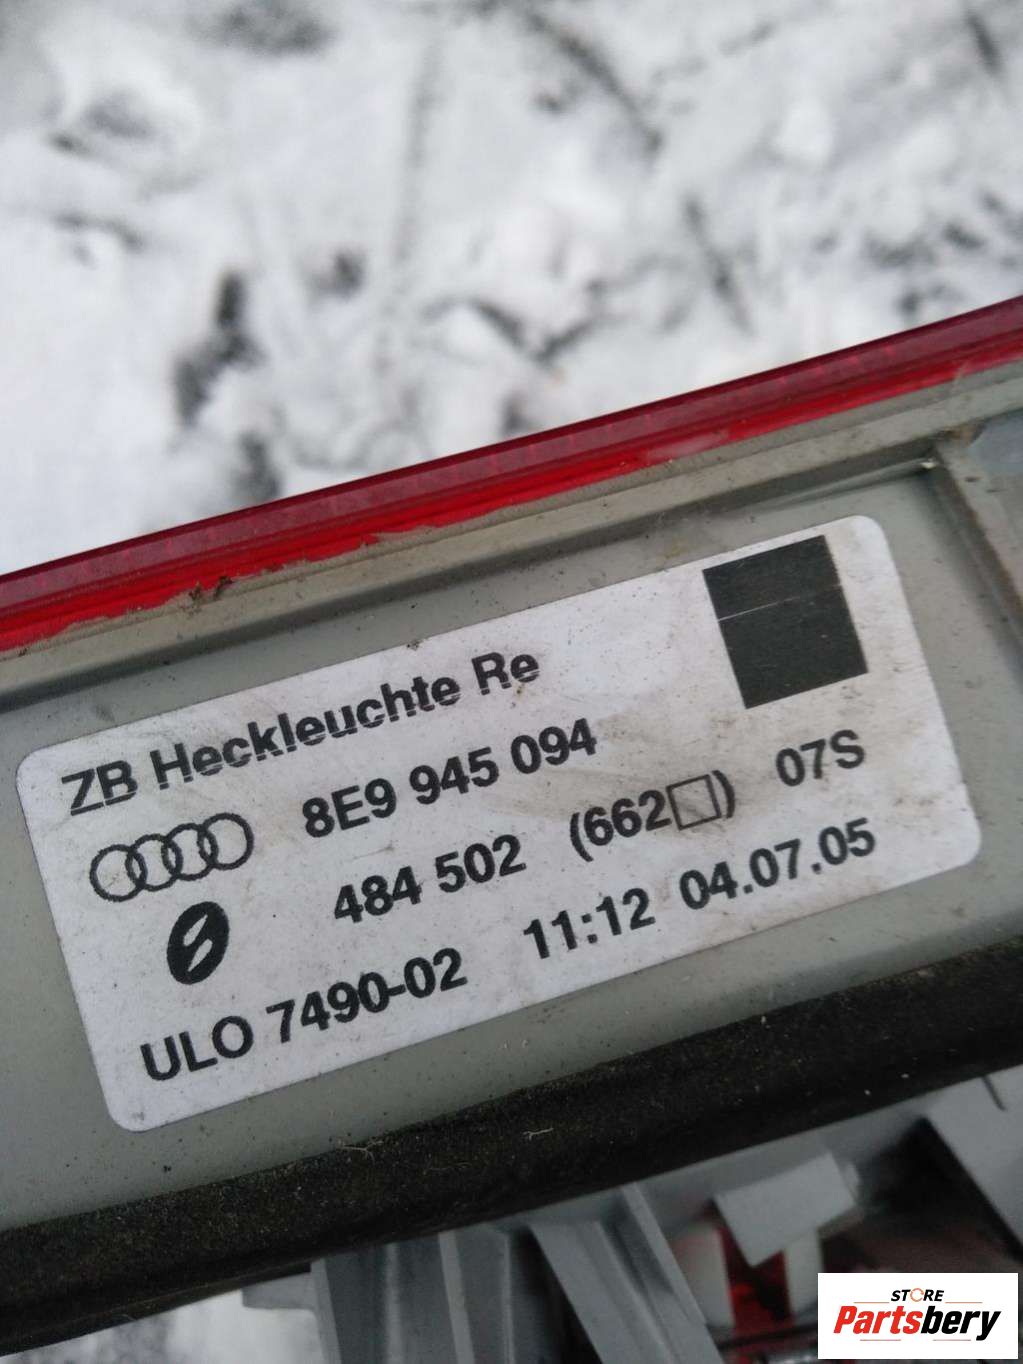 ZB Heckleuchte Re
8E9 945 094
484 502 (662□) 07S
ULO 7490-02 11:12 04.07.05
STORE
Partsbery